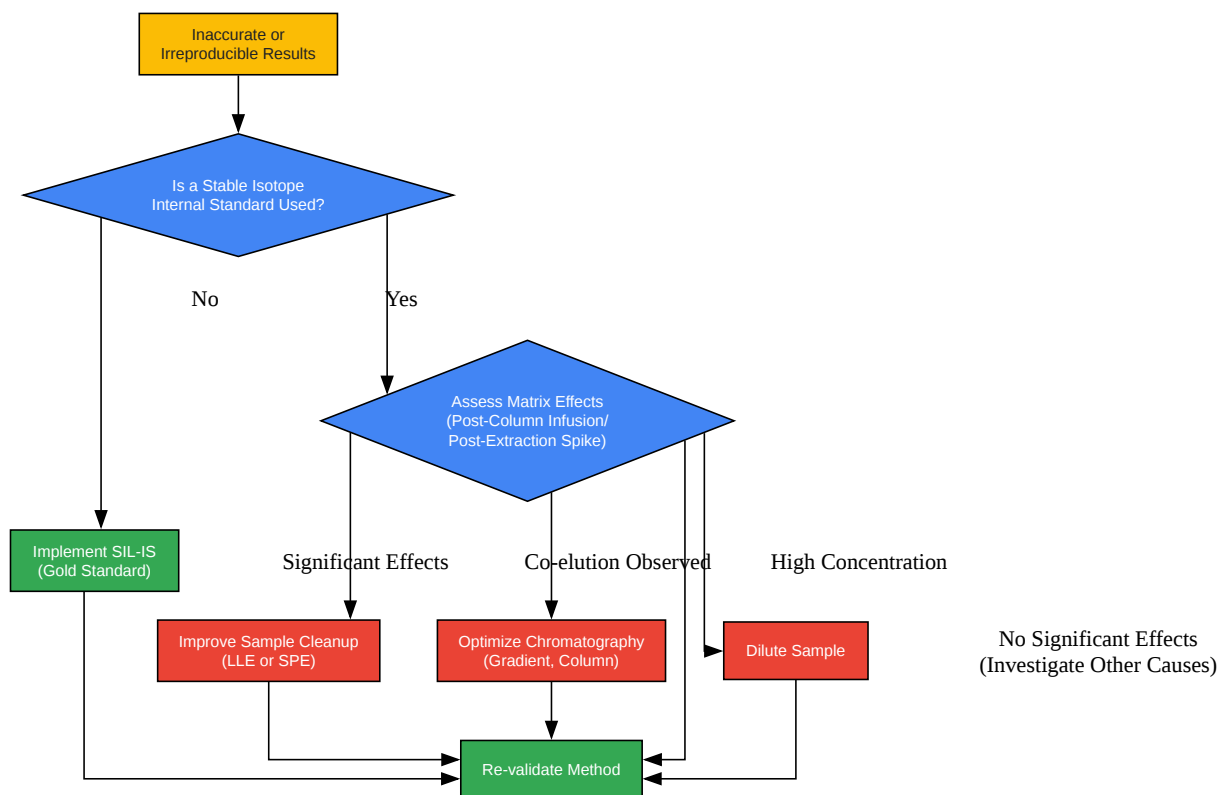 Inaccurate or
Irreproducible Results
Is a Stable Isotope
Internal Standard Used?
No
Yes
Assess Matrix Effects
(Post-Column Infusion/
Post-Extraction Spike)
Implement SIL-IS
(Gold Standard)
Significant Effects
Co-elution Observed
High Concentration
Improve Sample Cleanup
(LLE or SPE)
Optimize Chromatography
(Gradient, Column)
Dilute Sample
No Significant Effects
(Investigate Other Causes)
Re-validate Method